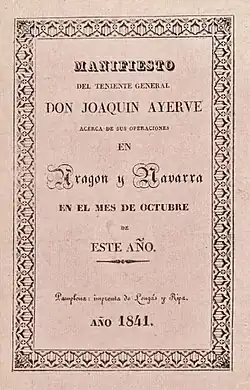 MANIFIESTO
DEL TENIENTE GENERAL
DON JOAQUIN AYERVE
ACERCA DE SUS OPERACIONES
EN
Aragon y Navarra
EN EL MES DE OCTUBRE
DE
ESTE AÑO.
Pamplona: imprenta de Longás y Ripa.
AÑO 1841.